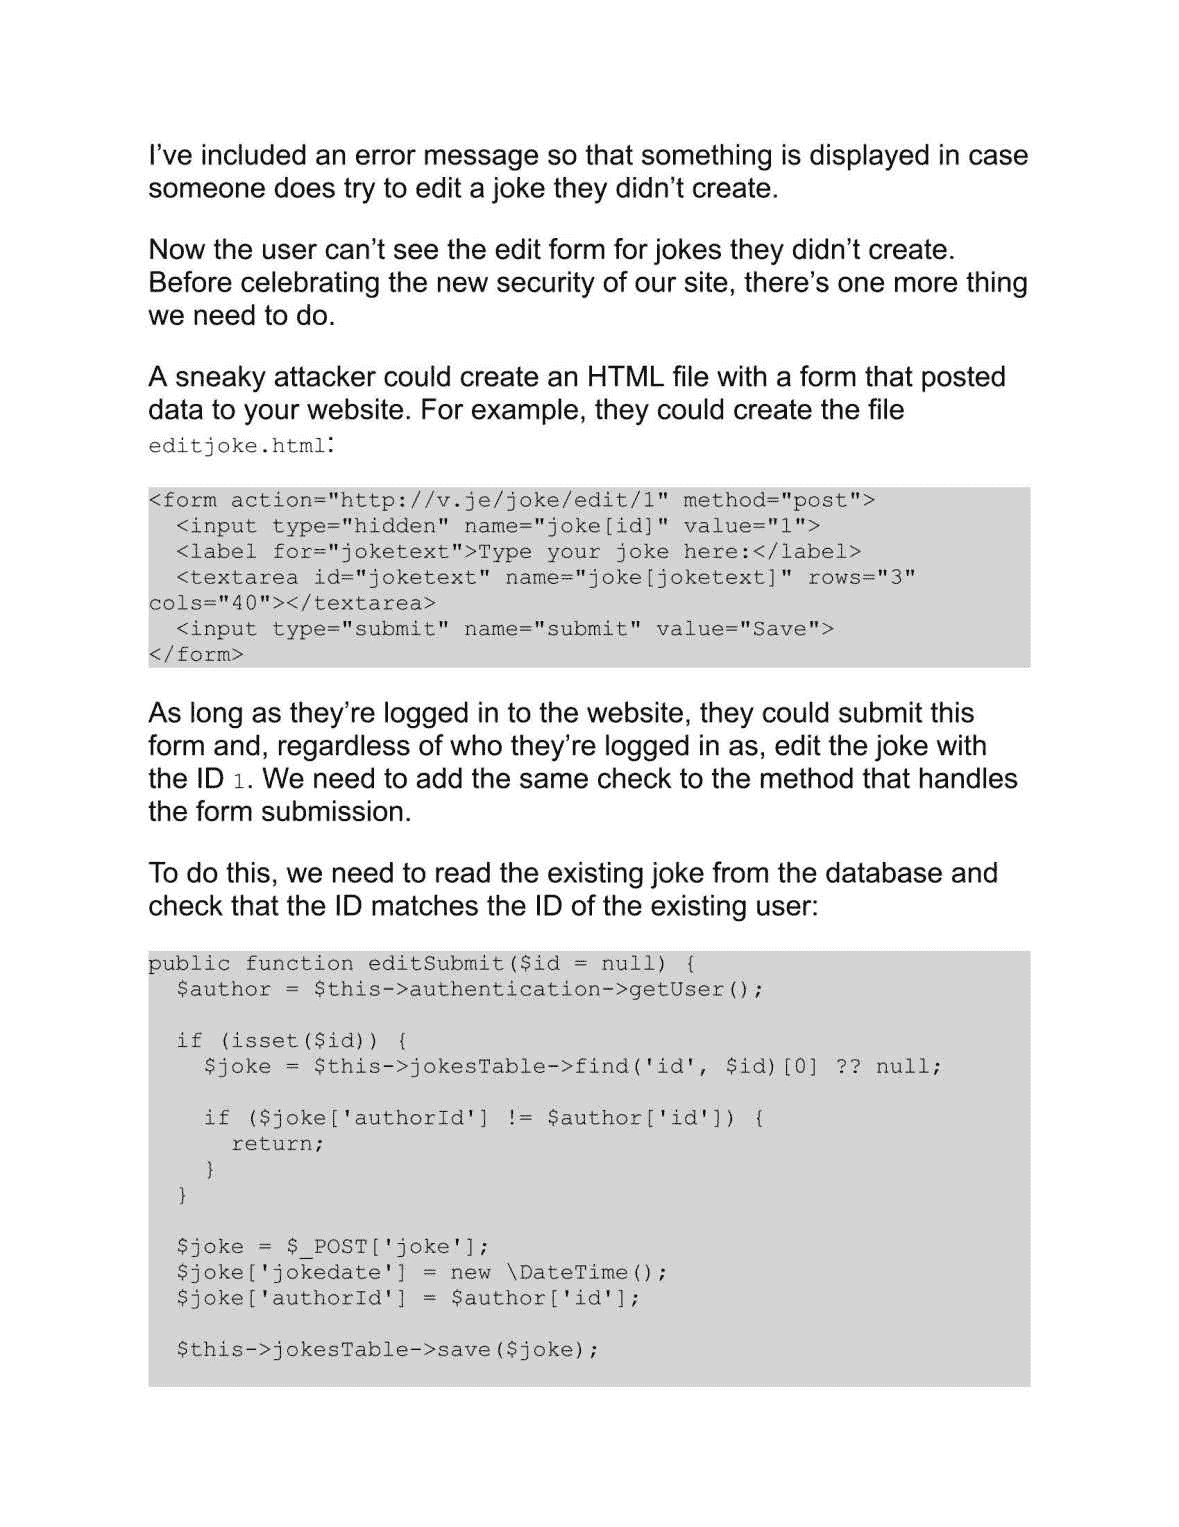 I’ve included an error message so that something is displayed in case
someone does try to edit a joke they didn’t create.
Now the user can’t see the edit form for jokes they didn’t create.
Before celebrating the new security of our site, there’s one more thing
we need to do.
A sneaky attacker could create an HTML file with a form that posted
data to your website. For example, they could create the file
editjoke.html:
<form action="http://v.je/joke/edit/1" method="post">
  <input type="hidden" name="joke[id]" value="1">
  <label for="joketext">Type your joke here:</label>
  <textarea id="joketext" name="joke[joketext]" rows="3"
cols="40"></textarea>
  <input type="submit" name="submit" value="Save">
</form>
As long as they’re logged in to the website, they could submit this
form and, regardless of who they’re logged in as, edit the joke with
the ID 1. We need to add the same check to the method that handles
the form submission.
To do this, we need to read the existing joke from the database and
check that the ID matches the ID of the existing user:
public function editSubmit($id = null) {
  $author = $this->authentication->getUser();
  if (isset($id)) {
    $joke = $this->jokesTable->find('id', $id)[0] ?? null;
    if ($joke['authorId'] != $author['id']) {
      return;
    }
  }
  $joke = $_POST['joke'];
  $joke['jokedate'] = new \DateTime();
  $joke['authorId'] = $author['id'];
  $this->jokesTable->save($joke);